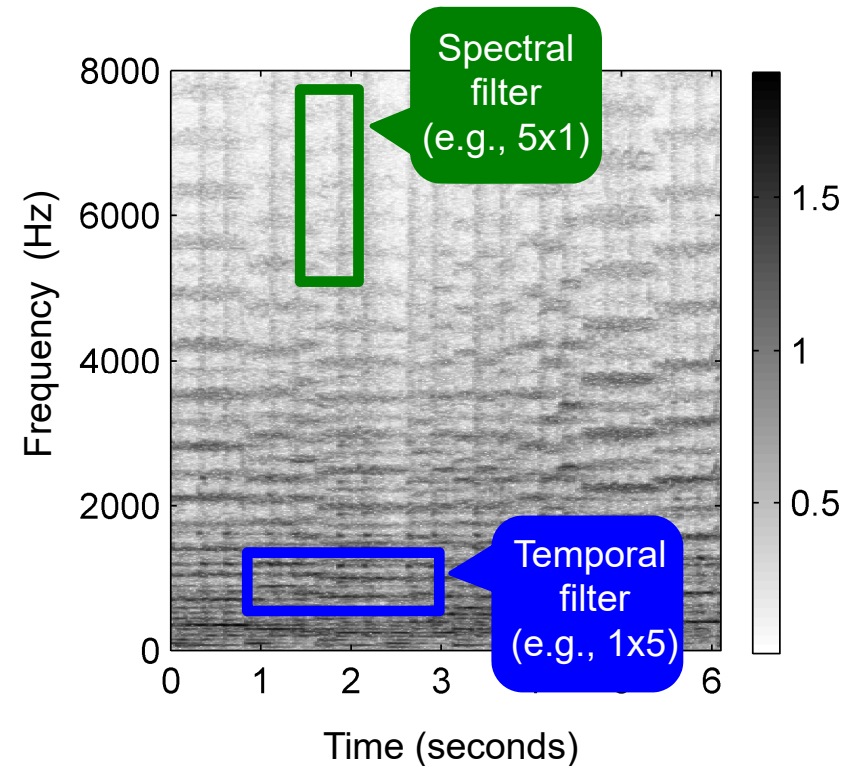 Spectral
filter
(e.g., 5x1)
8000
6000
4000
2000
0
Frequency (Hz)
1.5
1
0.5
Temporal
filter
(e.g., 1x5)
0 1 2 3 6
Time (seconds)